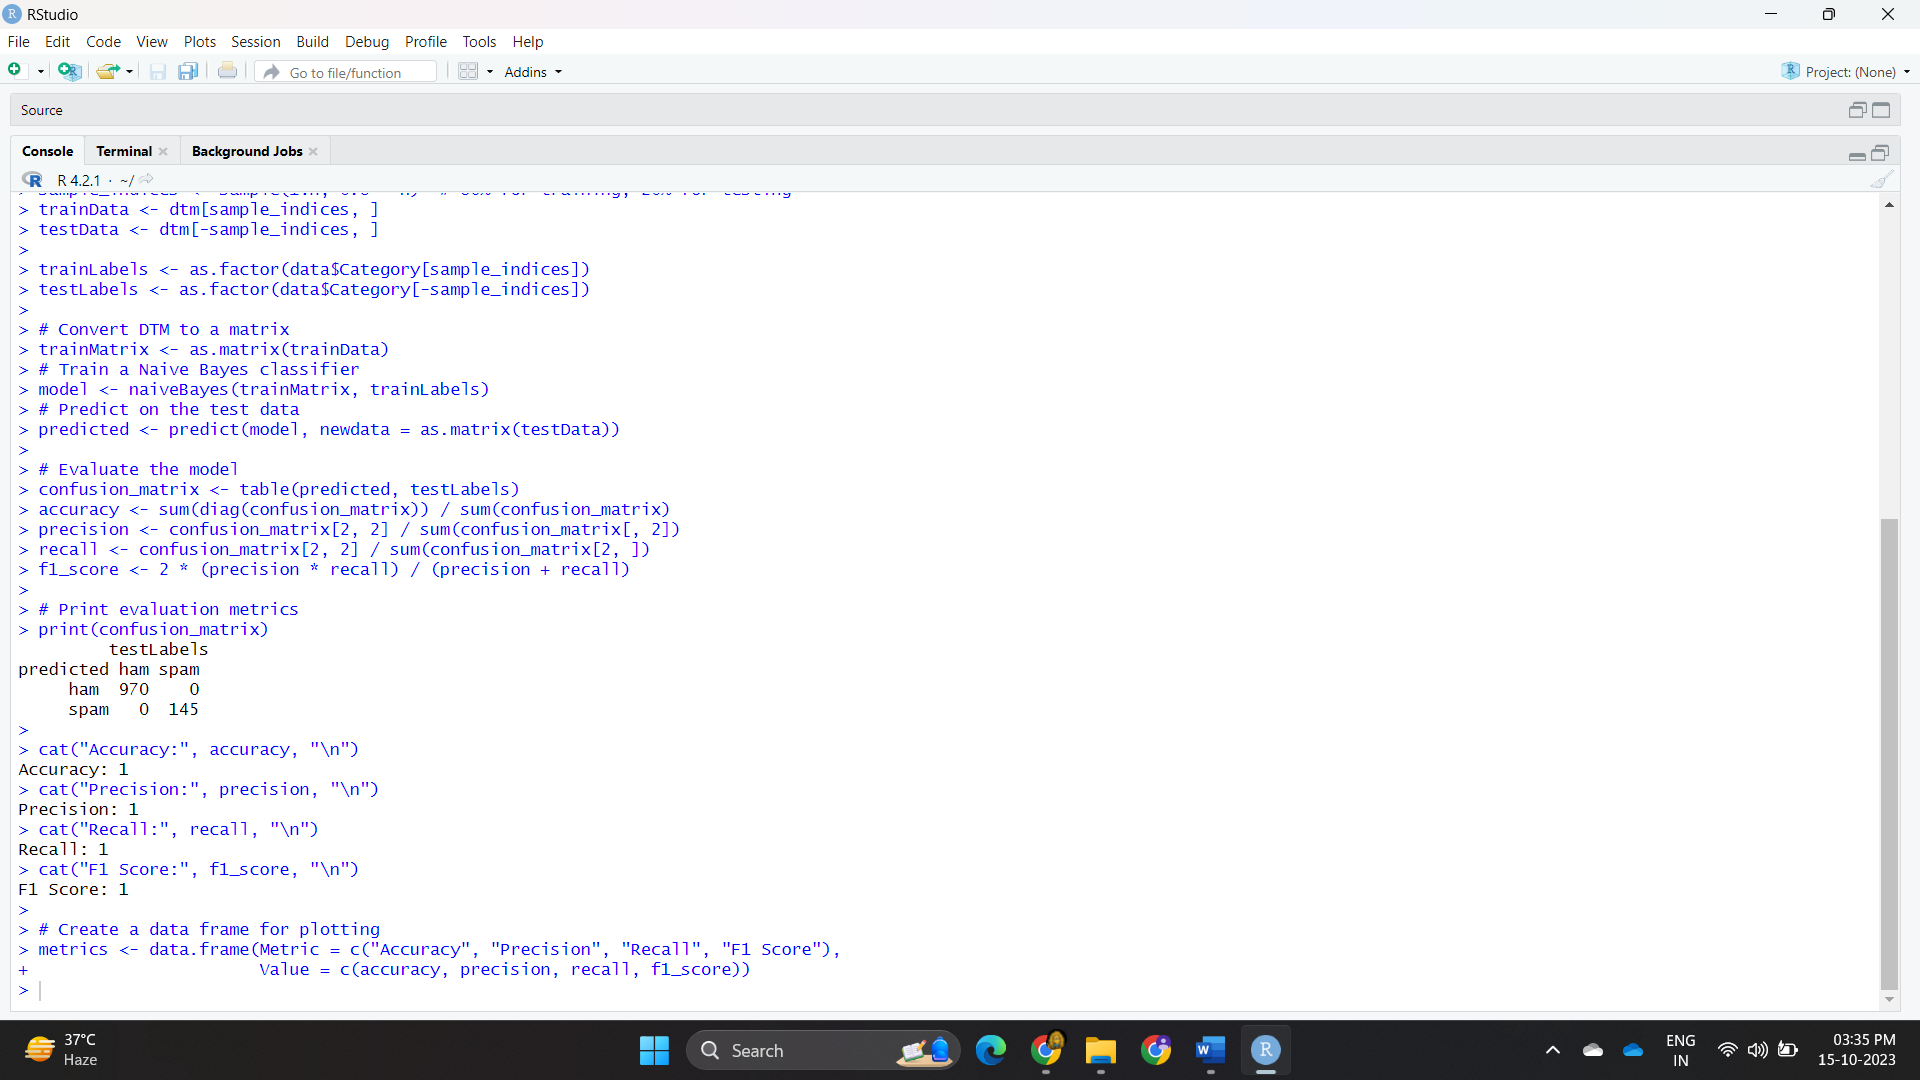 RStudio
File Edit Code View Plots Session Build Debug Profile Tools Help
Go to file/function Addins Project: (None)
Source
Console Terminal Background Jobs
R 4.2.1 · ~/
> trainData <- dtm[sample_indices, ]
> testData <- dtm[-sample_indices, ]
>
> trainLabels <- as.factor(data$Category[sample_indices])
> testLabels <- as.factor(data$Category[-sample_indices])
>
> # Convert DTM to a matrix
> trainMatrix <- as.matrix(trainData)
> # Train a Naive Bayes classifier
> model <- naiveBayes(trainMatrix, trainLabels)
> # Predict on the test data
> predicted <- predict(model, newdata = as.matrix(testData))
>
> # Evaluate the model
> confusion_matrix <- table(predicted, testLabels)
> accuracy <- sum(diag(confusion_matrix)) / sum(confusion_matrix)
> precision <- confusion_matrix[2, 2] / sum(confusion_matrix[, 2])
> recall <- confusion_matrix[2, 2] / sum(confusion_matrix[2, ])
> f1_score <- 2 * (precision * recall) / (precision + recall)
>
> # Print evaluation metrics
> print(confusion_matrix)
         testLabels
predicted ham spam
     ham  970    0
     spam   0  145
>
> cat("Accuracy:", accuracy, "\n")
Accuracy: 1
> cat("Precision:", precision, "\n")
Precision: 1
> cat("Recall:", recall, "\n")
Recall: 1
> cat("F1 Score:", f1_score, "\n")
F1 Score: 1
>
> # Create a data frame for plotting
> metrics <- data.frame(Metric = c("Accuracy", "Precision", "Recall", "F1 Score"),
+                       Value = c(accuracy, precision, recall, f1_score))
>
37°C
Haze
Search
ENG
IN
03:35 PM
15-10-2023